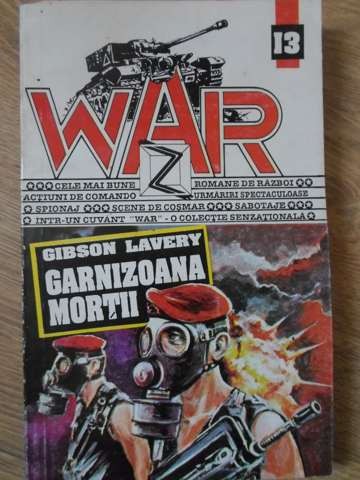 13
WAR
Z
✪✪✪ CELE MAI BUNE ROMANE DE RĂZBOI ✪✪✪
ACȚIUNI DE COMANDO URMĂRIRI SPECTACULOASE
✪ SPIONAJ ✪✪✪ SCENE DE COȘMAR ✪✪✪ SABOTAJE ✪
✪ INTR-UN CUVÂNT "WAR" - O COLECȚIE SENZAȚIONALĂ ✪
GIBSON LAVERY
GARNIZOANA
MORȚII